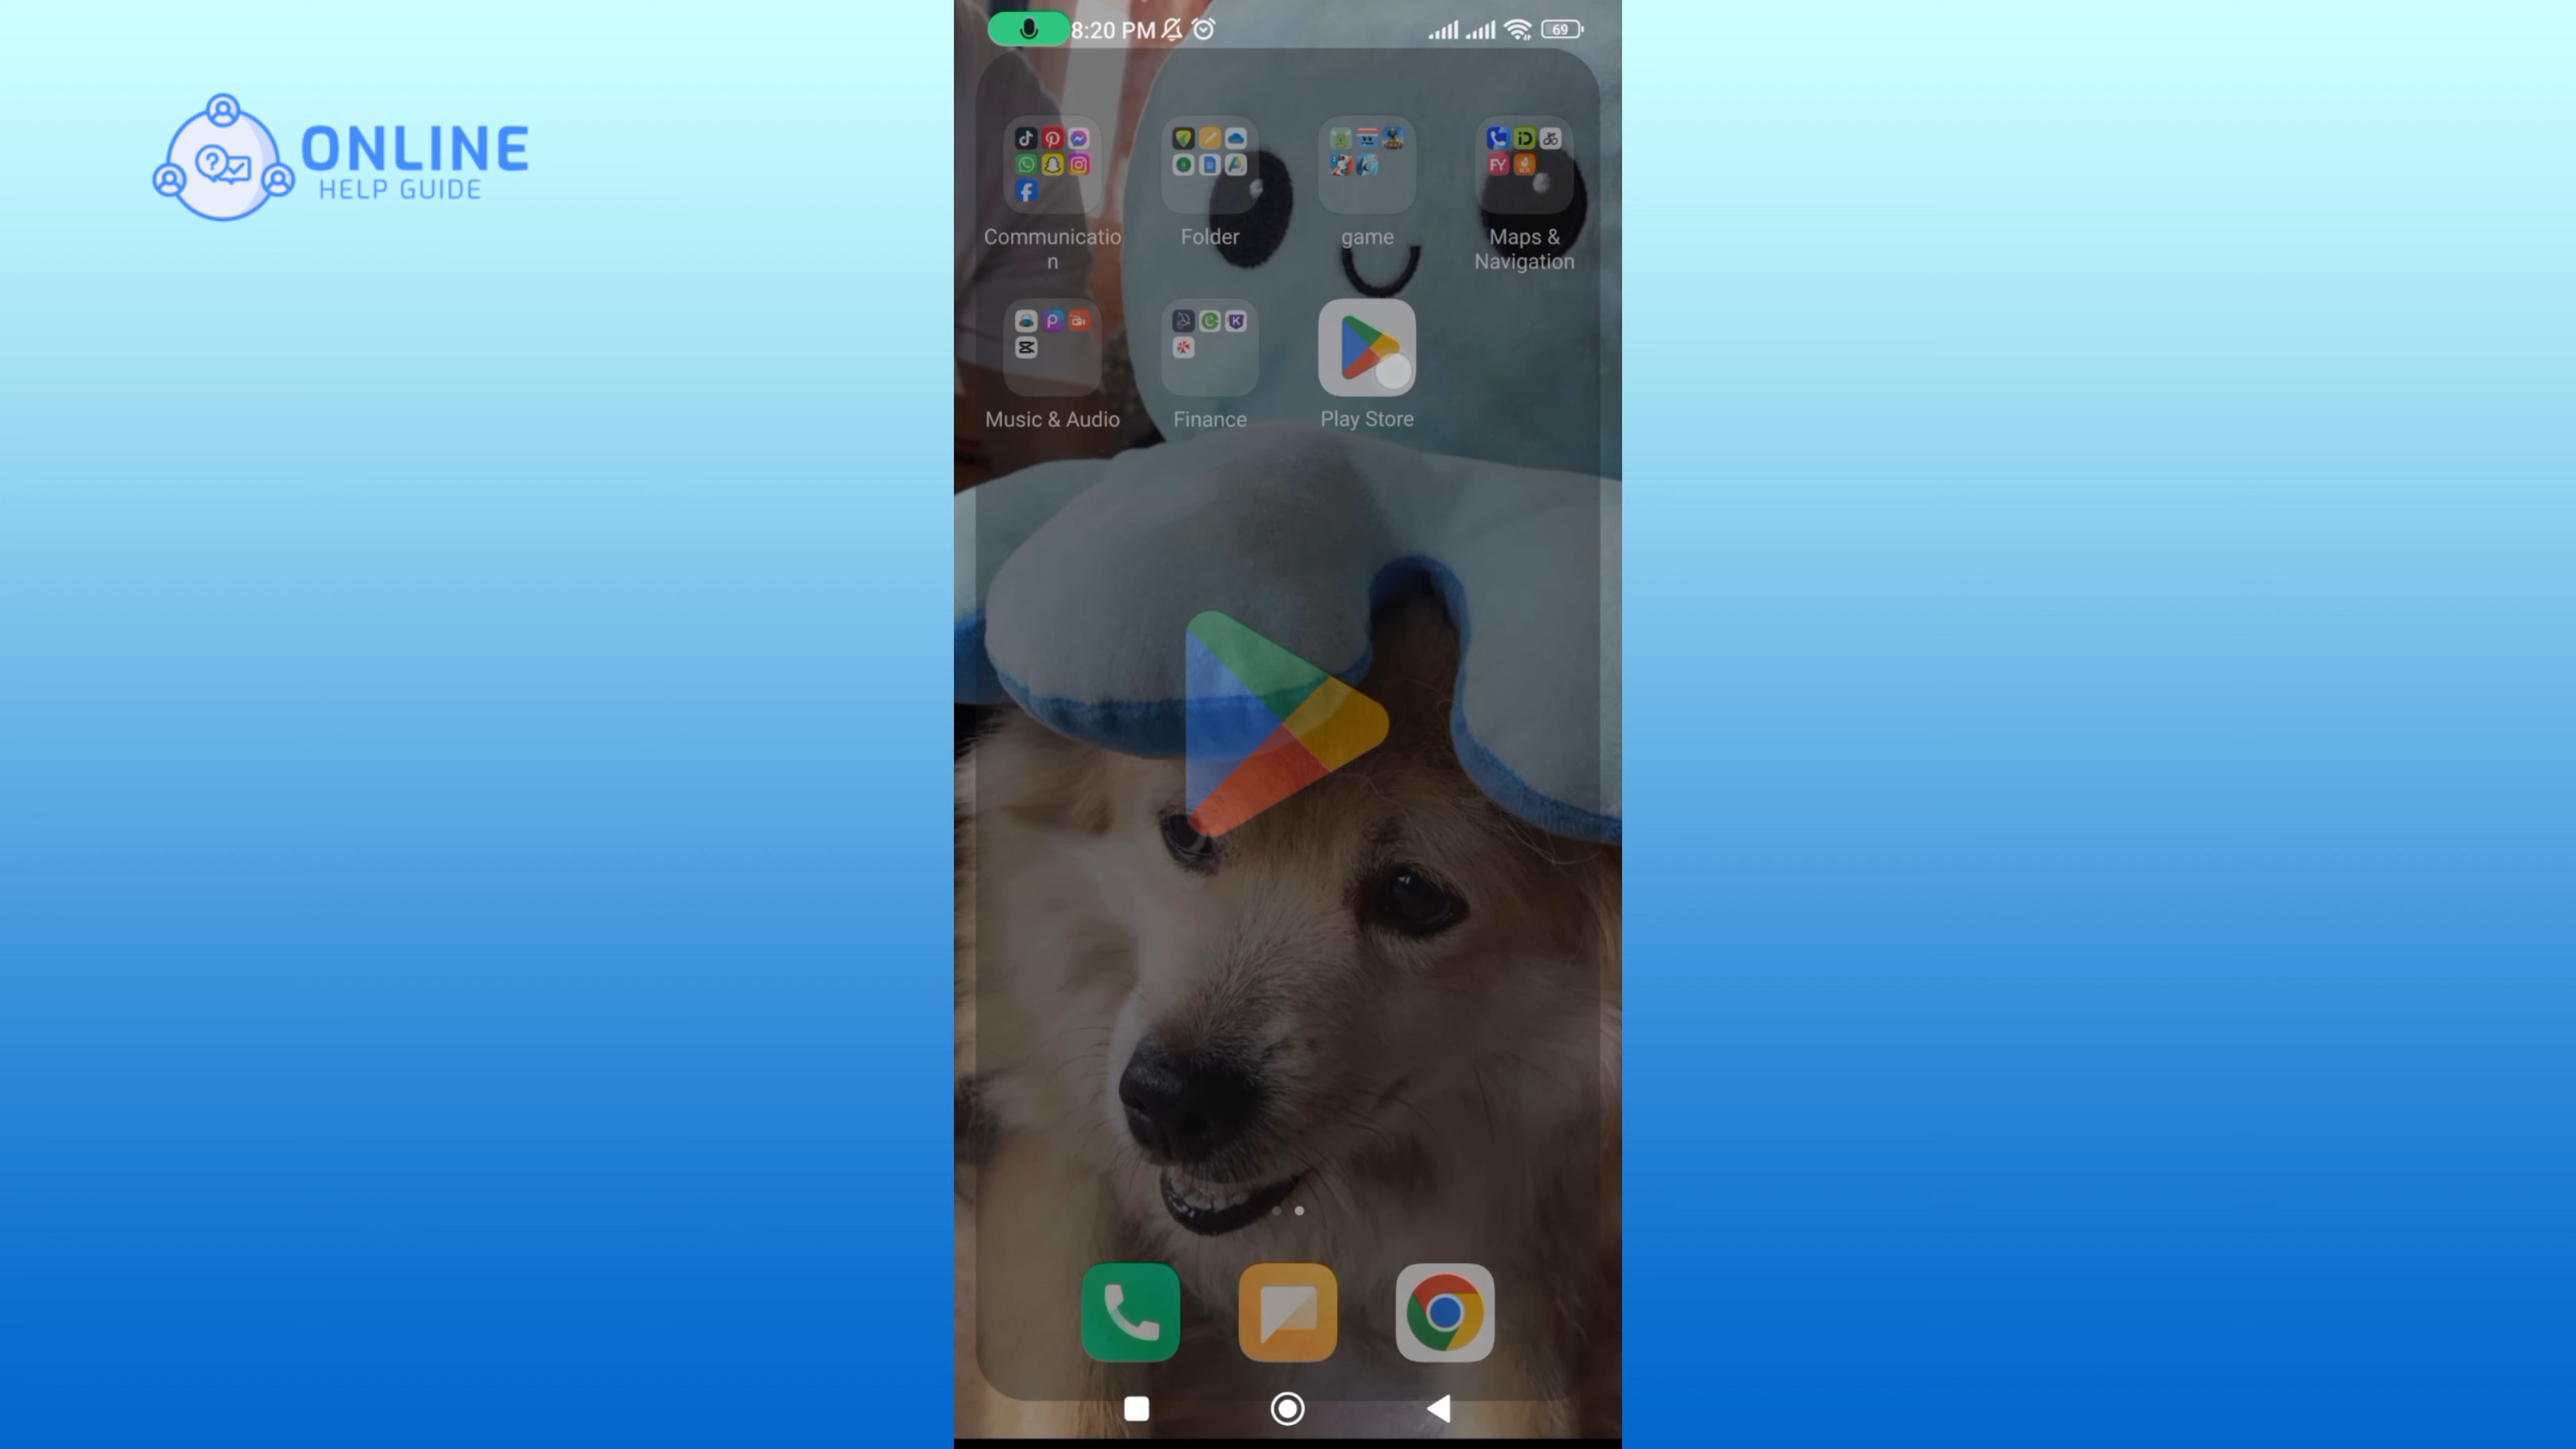 ONLINE
HELP GUIDE
8:20 PM
69
Communicatio
n
Folder
game
Maps &
Navigation
Music & Audio
Finance
Play Store